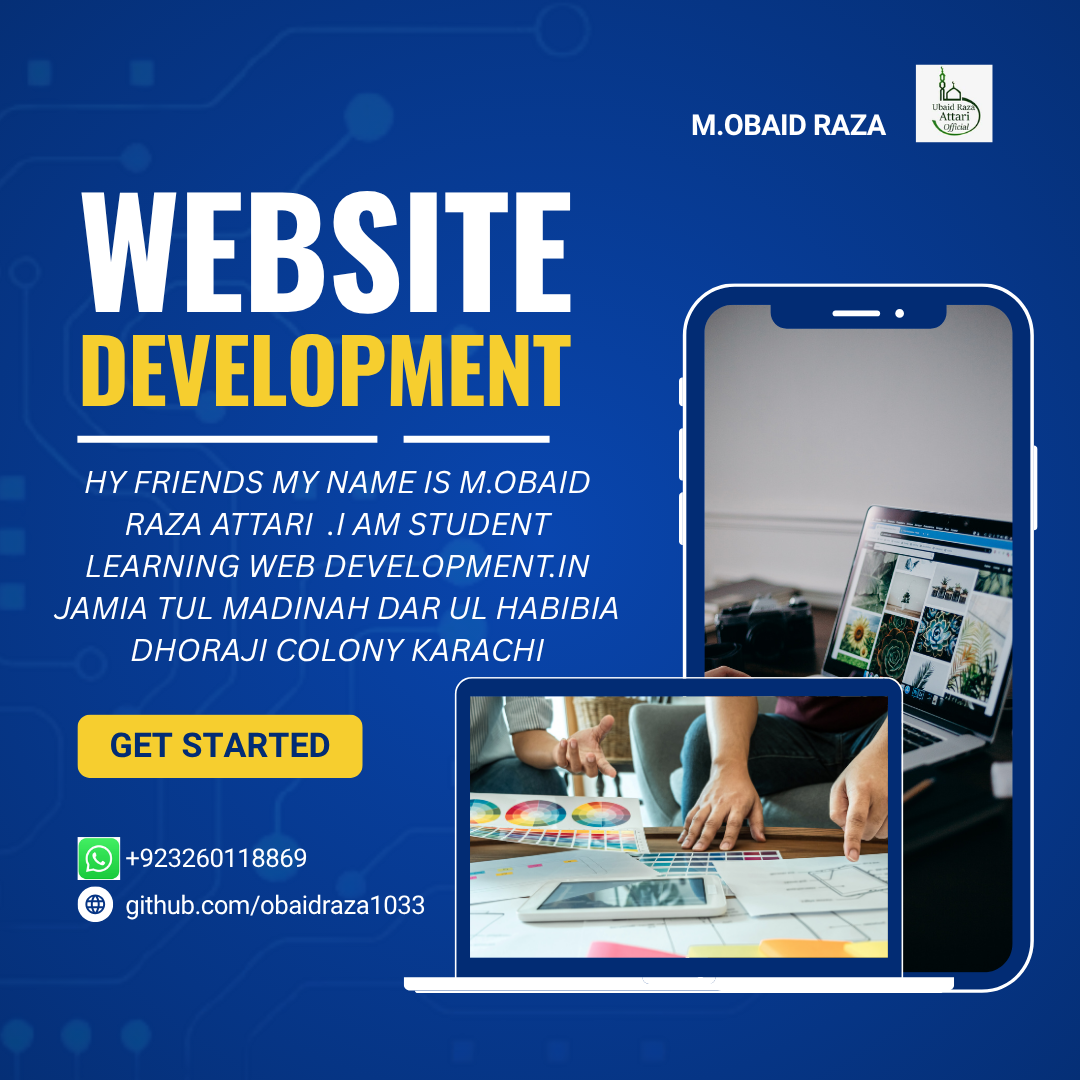 M.OBAID RAZA
Ubaid Raza
Attari
Official
WEBSITE
DEVELOPMENT
HY FRIENDS MY NAME IS M.OBAID
RAZA ATTARI .I AM STUDENT
LEARNING WEB DEVELOPMENT.IN
JAMIA TUL MADINAH DAR UL HABIBIA
DHORAJI COLONY KARACHI
GET STARTED
+923260118869
github.com/obaidraza1033